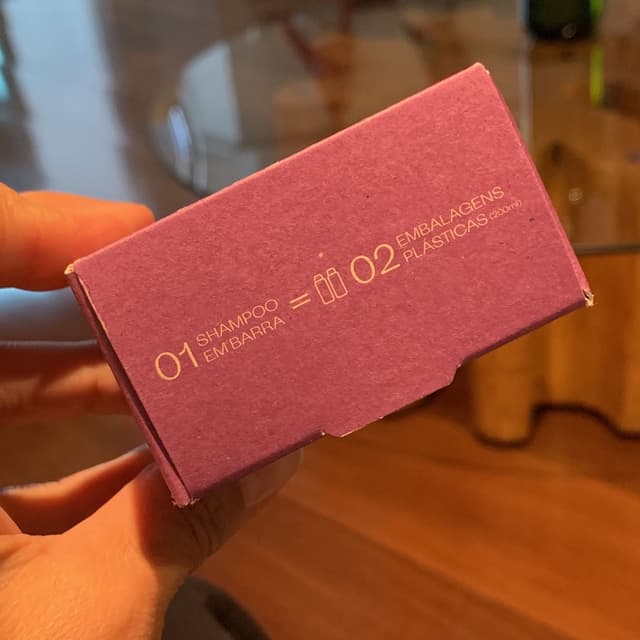 01 SHAMPOO
EM BARRA
=
02 EMBALAGENS
PLÁSTICAS (200ml)